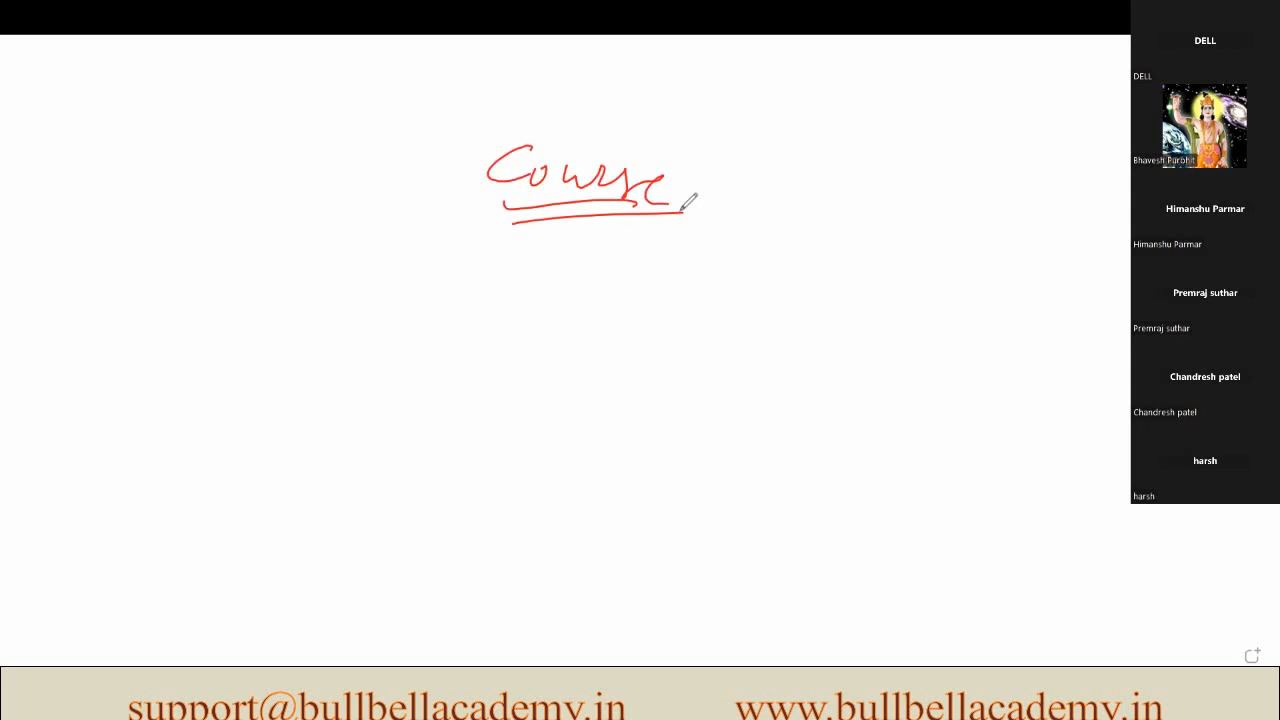 Course
DELL
DELL
Bhavesh Purohit
Himanshu Parmar
Himanshu Parmar
Premraj suthar
Premraj suthar
Chandresh patel
Chandresh patel
harsh
harsh
support@bullbellacademy.in www.bullbellacademy.in